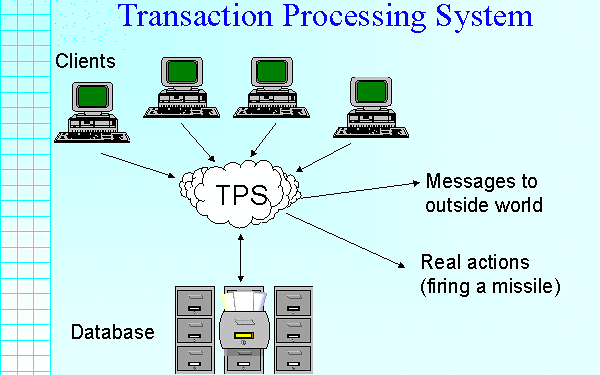 Transaction Processing System
Clients
TPS
Messages to
outside world
Real actions
(firing a missile)
Database